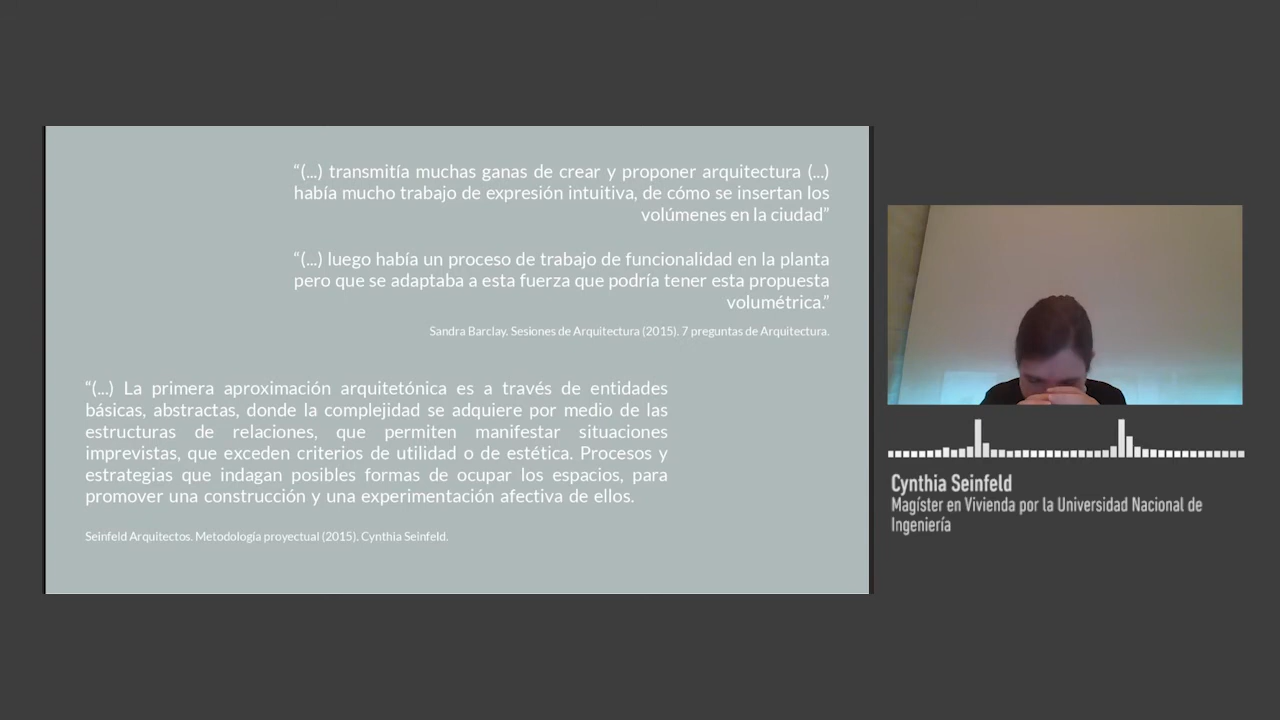 “(...) transmitía muchas ganas de crear y proponer arquitectura (...)
había mucho trabajo de expresión intuitiva, de cómo se insertan los
volúmenes en la ciudad”
“(...) luego había un proceso de trabajo de funcionalidad en la planta
pero que se adaptaba a esta fuerza que podría tener esta propuesta
volumétrica.”
Sandra Barclay. Sesiones de Arquitectura (2015). 7 preguntas de Arquitectura.
“(...) La primera aproximación arquitetónica es a través de entidades
básicas, abstractas, donde la complejidad se adquiere por medio de las
estructuras de relaciones, que permiten manifestar situaciones
imprevistas, que exceden criterios de utilidad o de estética. Procesos y
estrategias que indagan posibles formas de ocupar los espacios, para
promover una construcción y una experimentación afectiva de ellos.
Seinfeld Arquitectos. Metodología proyectual (2015). Cynthia Seinfeld.
Cynthia Seinfeld
Magíster en Vivienda por la Universidad Nacional de
Ingeniería